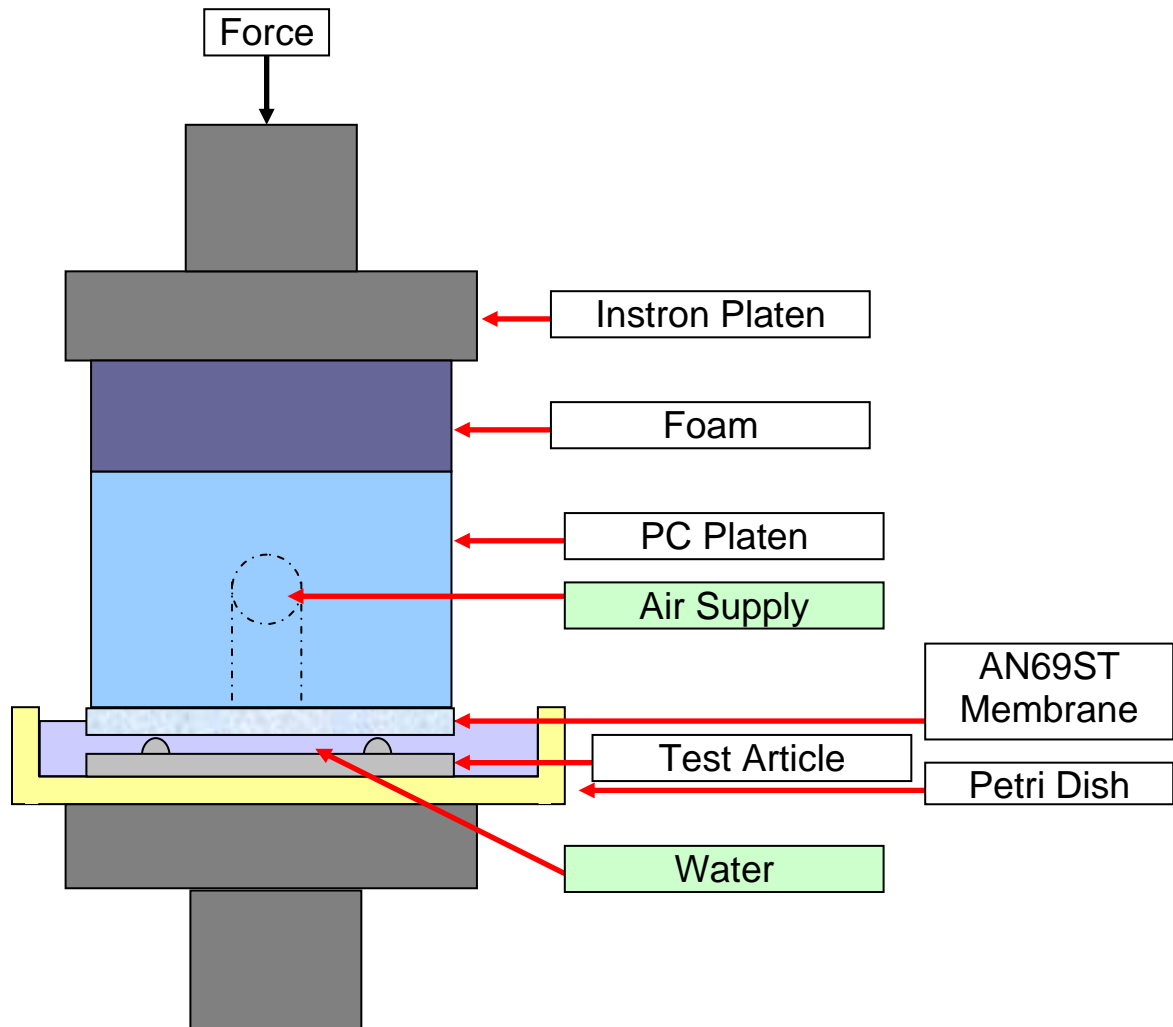 Force
Instron Platen
Foam
PC Platen
Air Supply
AN69ST
Membrane
Test Article
Petri Dish
Water